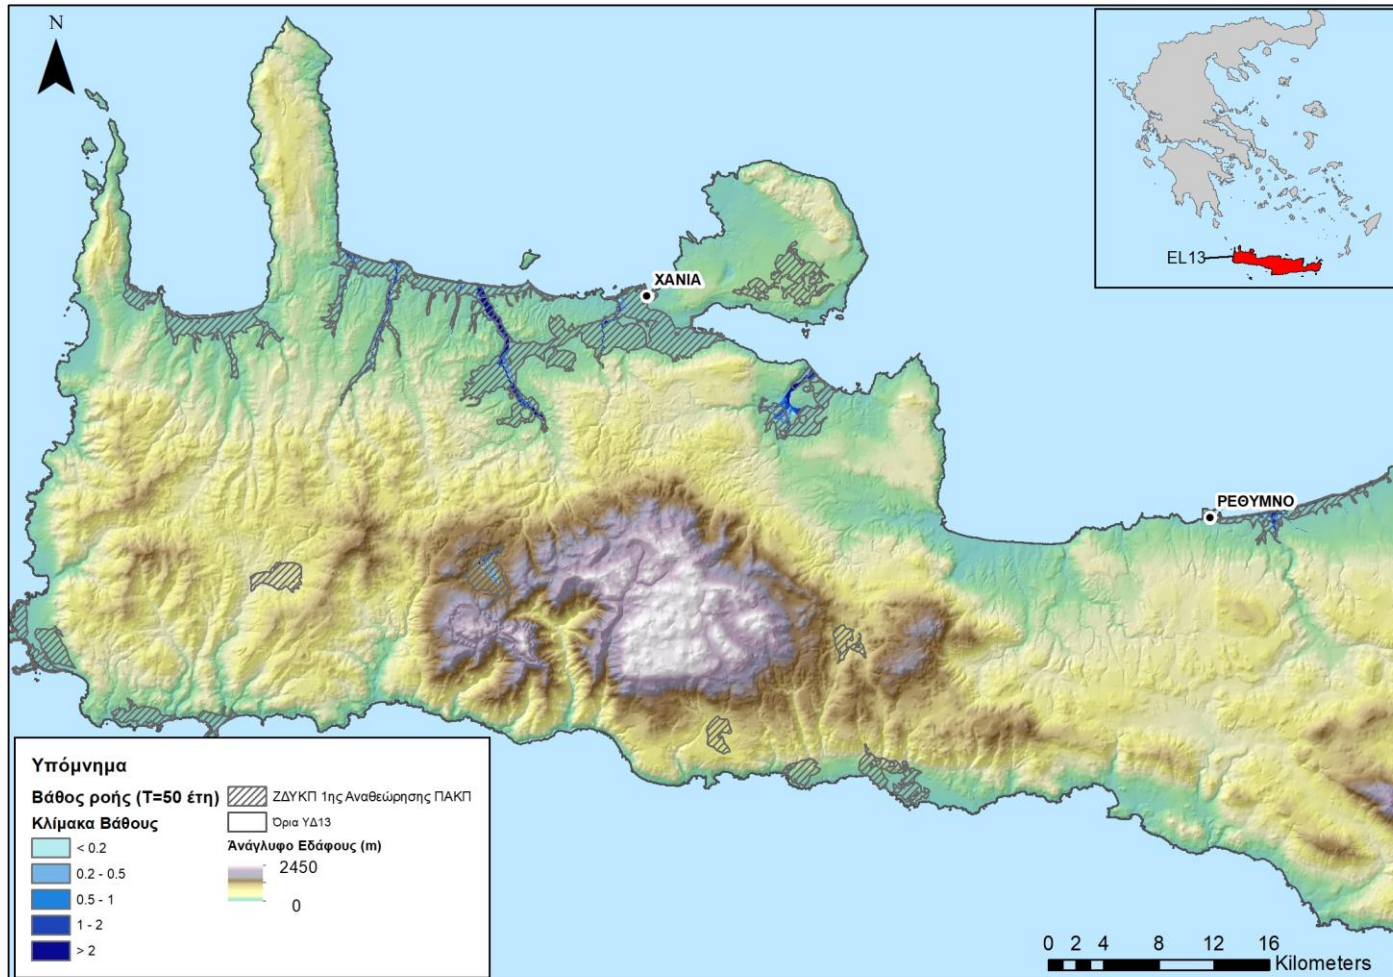 N
EL13
ΧΑΝΙΑ
ΡΕΘΥΜΝΟ
Υπόμνημα
Βάθος ροής (T=50 έτη)
Κλίμακα Βάθους
< 0.2
0.2 - 0.5
0.5 - 1
1 - 2
> 2
ΖΔΥΚΠ 1ης Αναθεώρησης ΠΑΚΠ
Όρια ΥΔ13
Άνάγλυφο Εδάφους (m)
2450
0
0 2 4 8 12 16
Kilometers